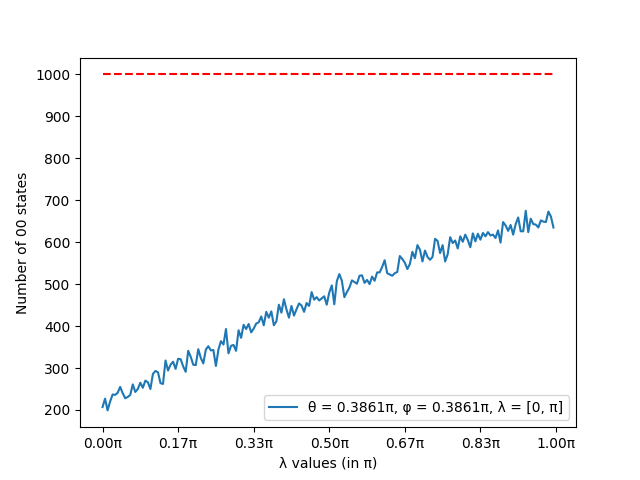 Number of 00 states
1000
900
800
700
600
500
400
300
200
θ = 0.3861π, φ = 0.3861π, λ = [0, π]
0.00π 0.17π 0.33π 0.50π 0.67π 0.83π 1.00π
λ values (in π)